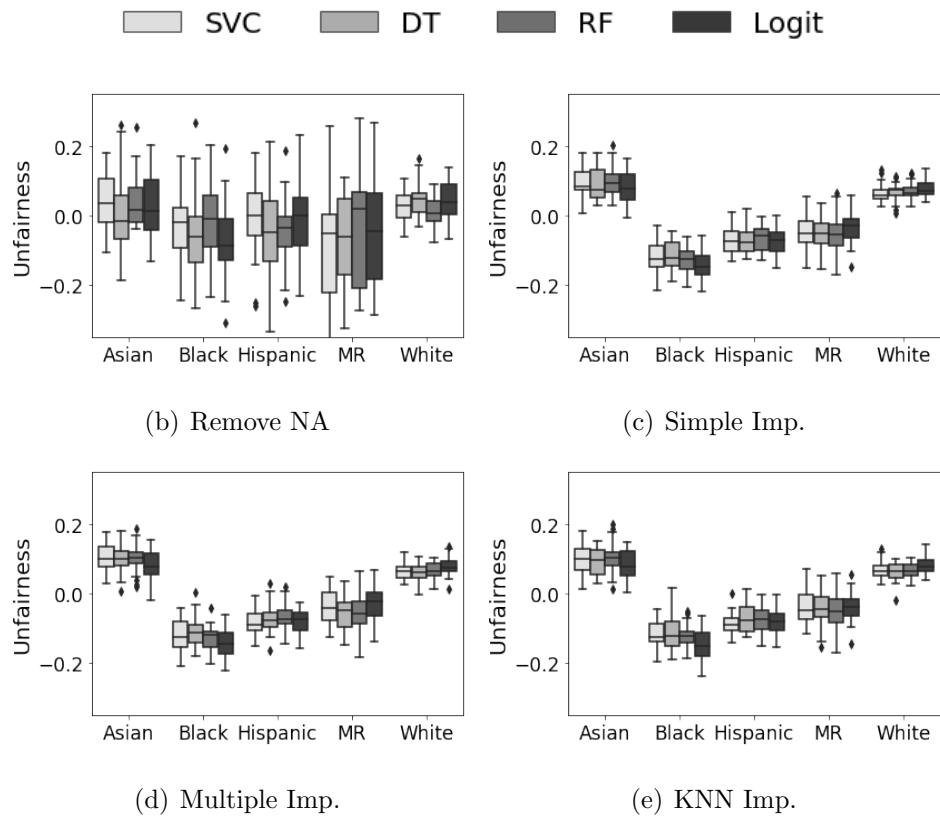 SVC DT RF Logit
Unfairness
0.2
0.0
−0.2
Asian Black Hispanic MR White
(b) Remove NA
Unfairness
0.2
0.0
−0.2
Asian Black Hispanic MR White
(c) Simple Imp.
Unfairness
0.2
0.0
−0.2
Asian Black Hispanic MR White
(d) Multiple Imp.
Unfairness
0.2
0.0
−0.2
Asian Black Hispanic MR White
(e) KNN Imp.